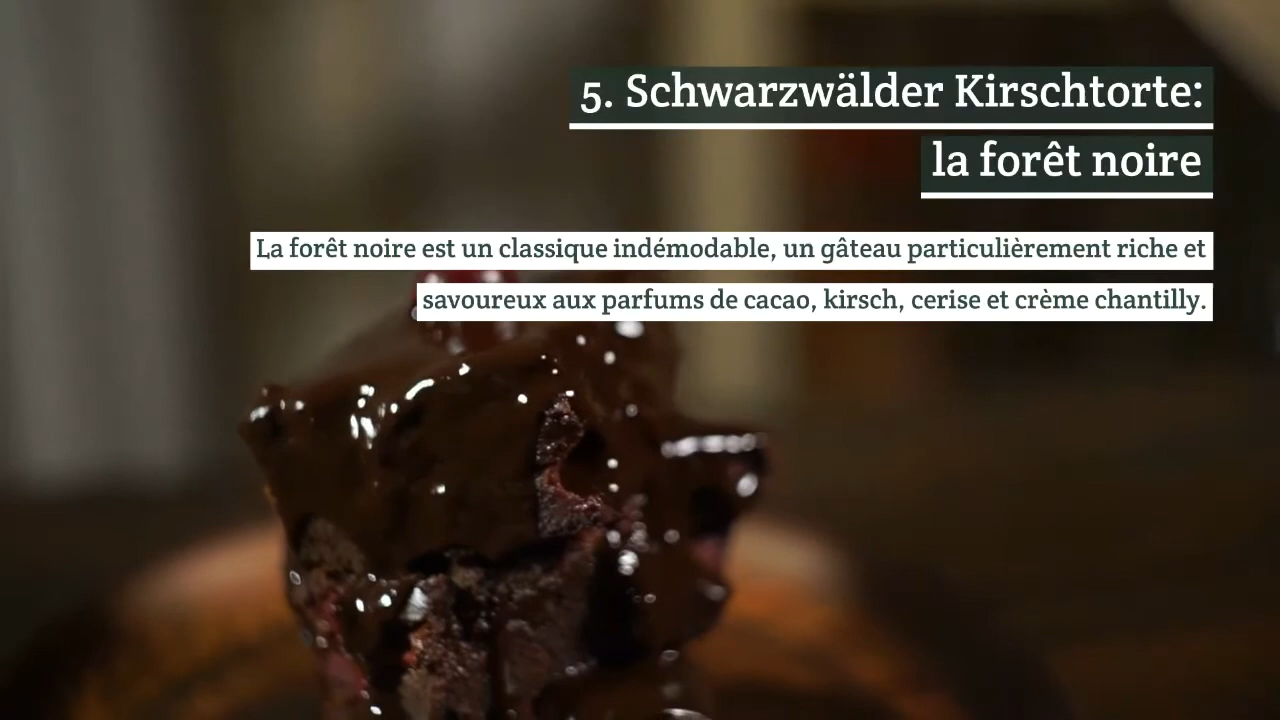 5. Schwarzwälder Kirschtorte:
la forêt noire
La forêt noire est un classique indémodable, un gâteau particulièrement riche et
savoureux aux parfums de cacao, kirsch, cerise et crème chantilly.